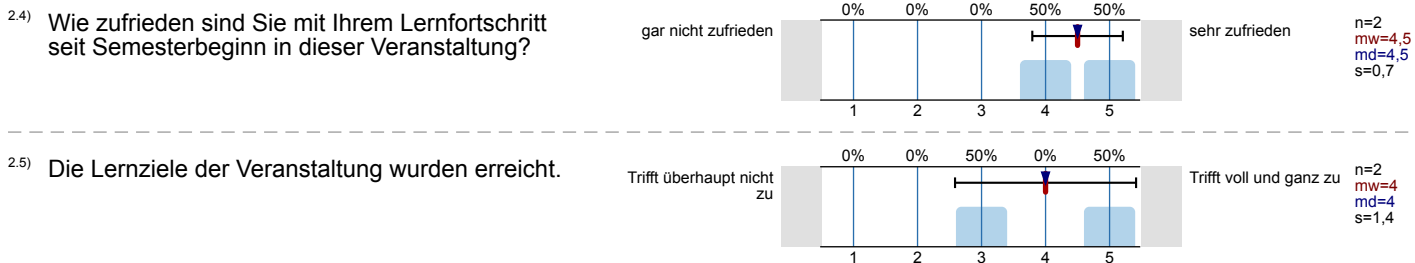 2.4) Wie zufrieden sind Sie mit Ihrem Lernfortschritt
seit Semesterbeginn in dieser Veranstaltung?
gar nicht zufrieden
0% 0% 0% 50% 50%
1 2 3 4 5
sehr zufrieden
n=2
mw=4,5
md=4,5
s=0,7
2.5) Die Lernziele der Veranstaltung wurden erreicht.
Trifft überhaupt nicht
zu
0% 0% 50% 0% 50%
1 2 3 4 5
Trifft voll und ganz zu
n=2
mw=4
md=4
s=1,4